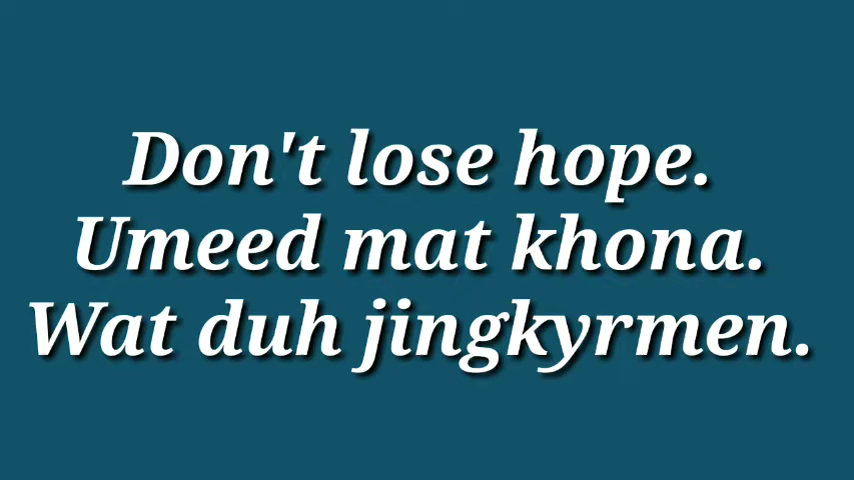 Don't lose hope.
Umeed mat khona.
Wat duh jingkyrmen.